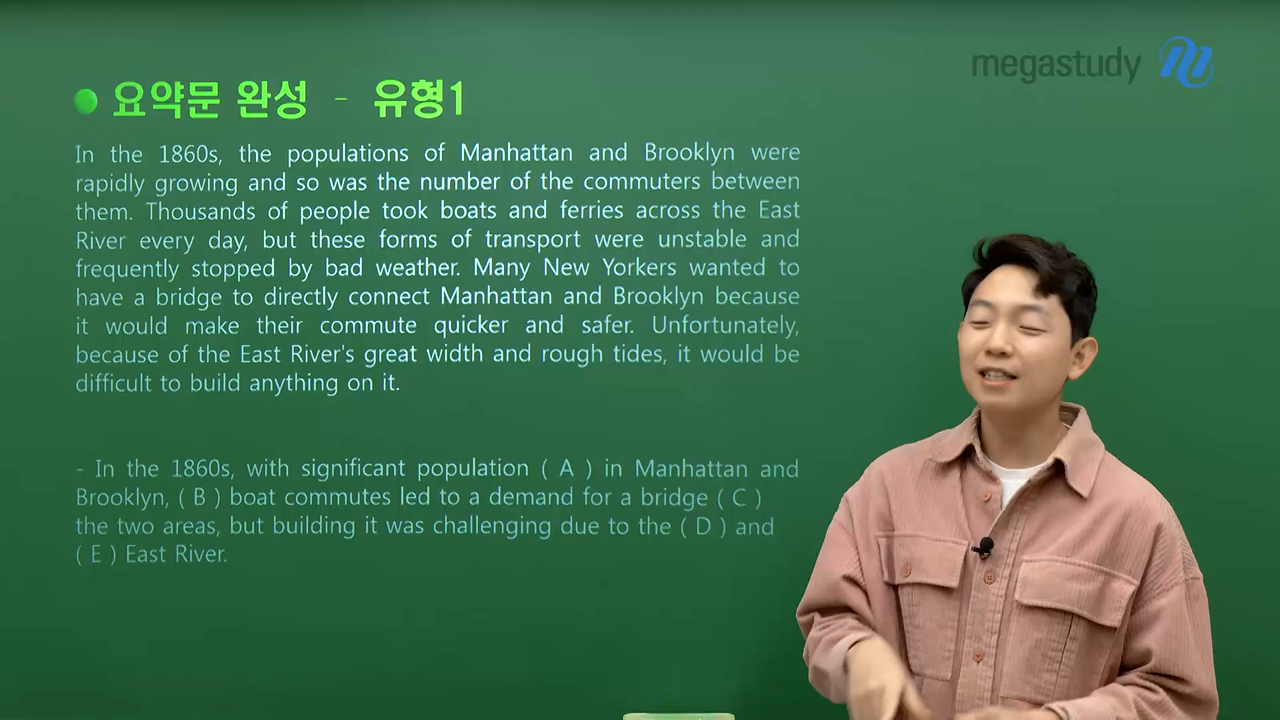 megastudy
● 요약문 완성 - 유형1
In the 1860s, the populations of Manhattan and Brooklyn were
rapidly growing and so was the number of the commuters between
them. Thousands of people took boats and ferries across the East
River every day, but these forms of transport were unstable and
frequently stopped by bad weather. Many New Yorkers wanted to
have a bridge to directly connect Manhattan and Brooklyn because
it would make their commute quicker and safer. Unfortunately,
because of the East River's great width and rough tides, it would be
difficult to build anything on it.
- In the 1860s, with significant population ( A ) in Manhattan and
Brooklyn, ( B ) boat commutes led to a demand for a bridge ( C )
the two areas, but building it was challenging due to the ( D ) and
( E ) East River.